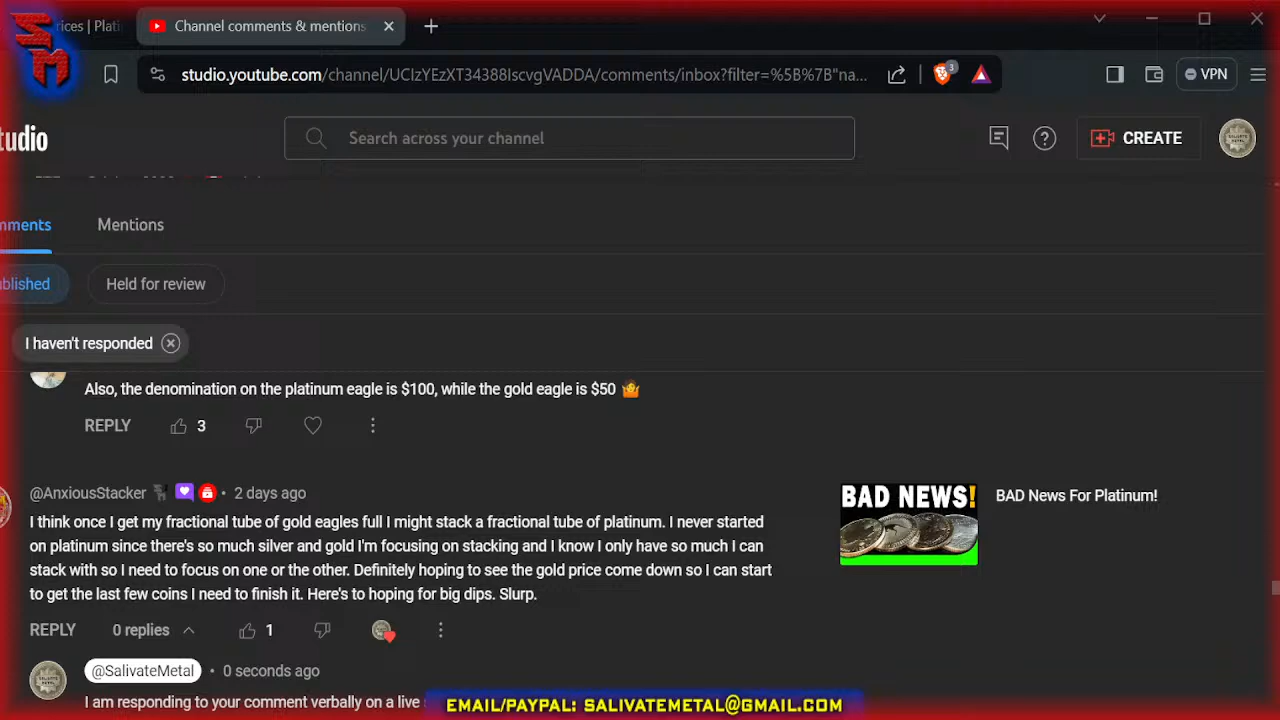 SM
rices | Plati
Channel comments & mentions
studio.youtube.com/channel/UCIzYEzXT34388IscvgVADDA/comments/inbox?filter=%5B%7B"na...
3
VPN
tudio
Search across your channel
CREATE
mments
Mentions
ublished
Held for review
I haven't responded
Also, the denomination on the platinum eagle is $100, while the gold eagle is $50 🤷
REPLY 3
@AnxiousStacker • 2 days ago
I think once I get my fractional tube of gold eagles full I might stack a fractional tube of platinum. I never started
on platinum since there's so much silver and gold I'm focusing on stacking and I know I only have so much I can
stack with so I need to focus on one or the other. Definitely hoping to see the gold price come down so I can start
to get the last few coins I need to finish it. Here's to hoping for big dips. Slurp.
BAD NEWS!
BAD News For Platinum!
REPLY 0 replies 1
@SalivateMetal • 0 seconds ago
I am responding to your comment verbally on a live
EMAIL/PAYPAL: SALIVATEMETAL@GMAIL.COM